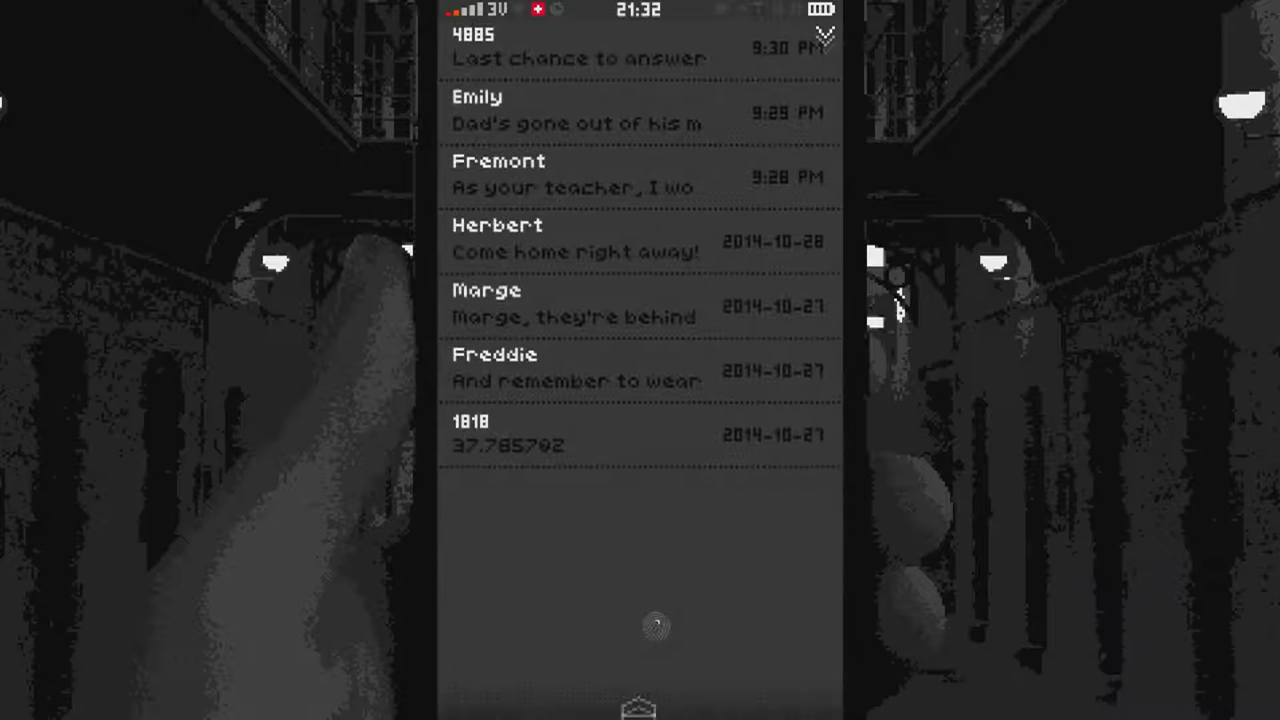 3V 21:32
4885
Last chance to answer 9:30 PM
Emily
Dad's gone out of his m 9:29 PM
Fremont
As your teacher, I wo 9:28 PM
Herbert
Come home right away! 2014-10-28
Marge
Marge, they're behind 2014-10-27
Freddie
And remember to wear 2014-10-27
1818
37.785702 2014-10-27